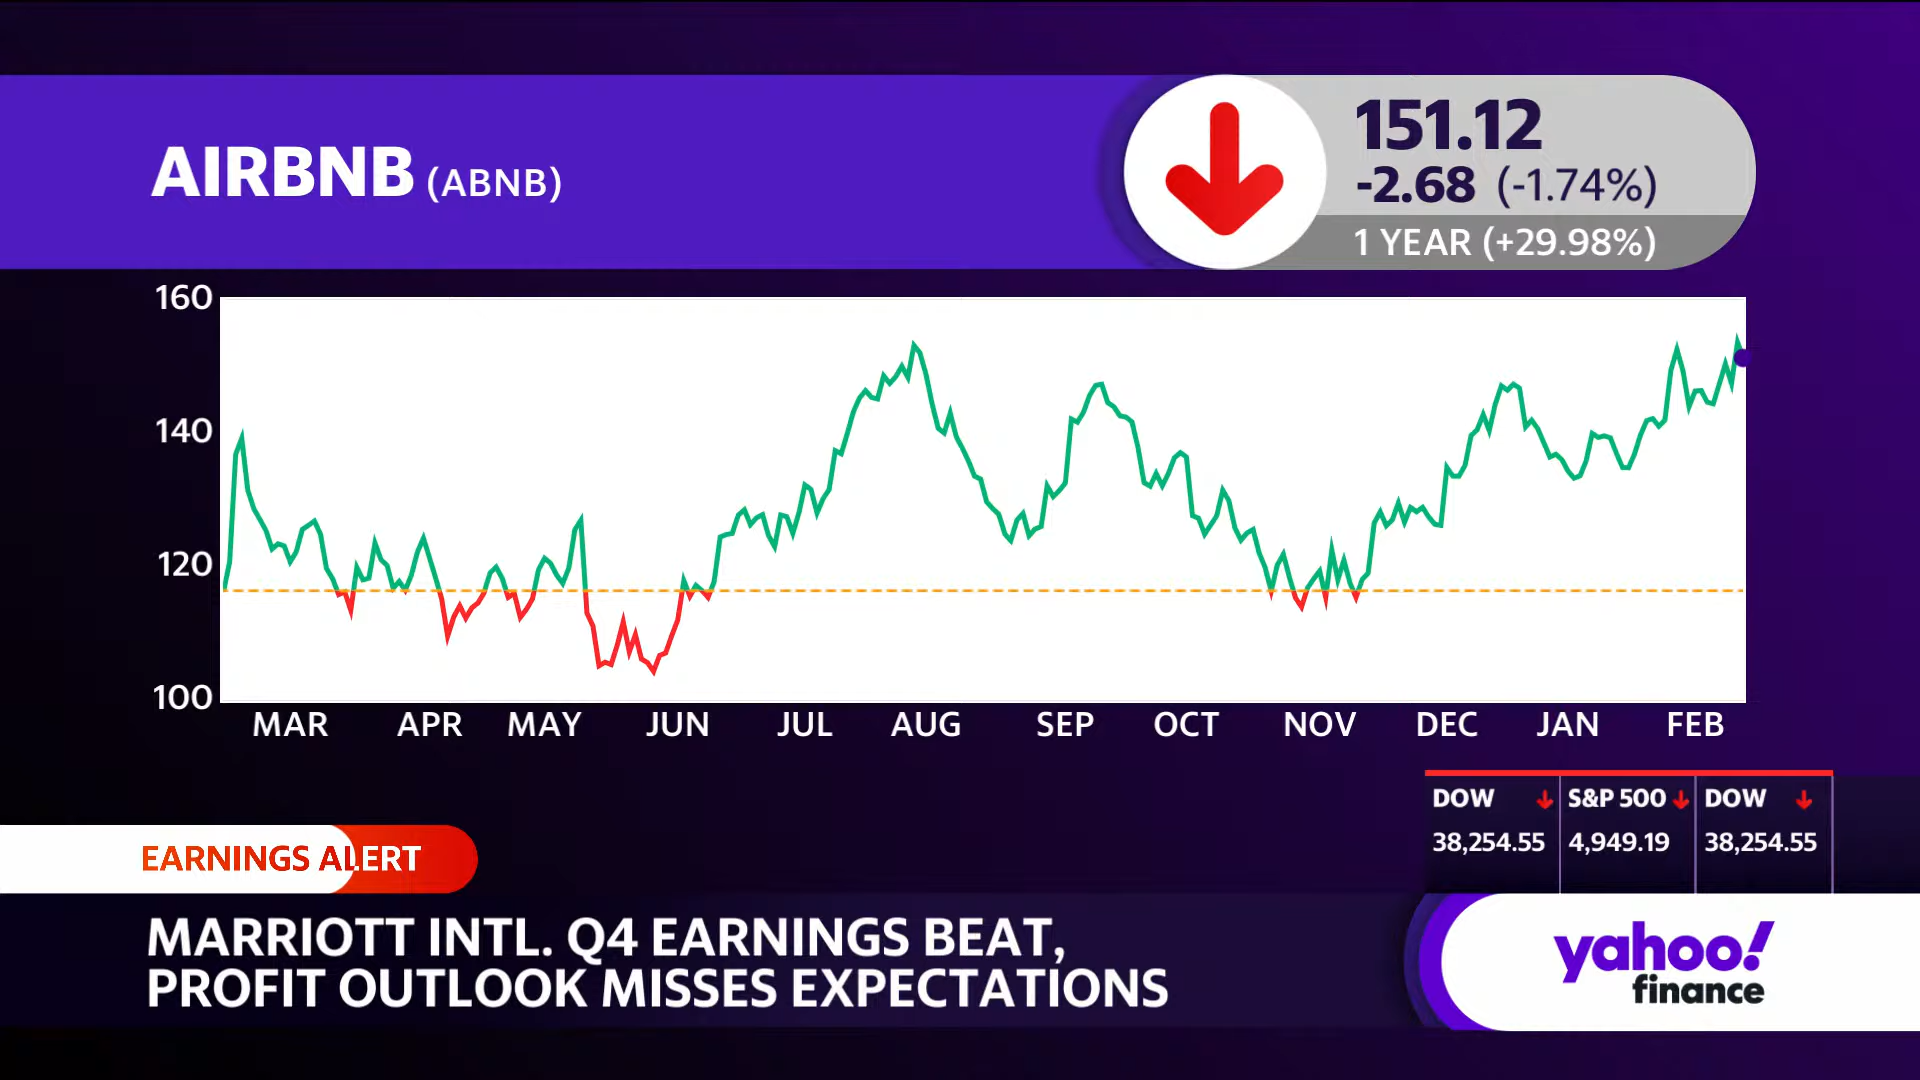 AIRBNB (ABNB)
151.12
-2.68 (-1.74%)
1 YEAR (+29.98%)
160
140
120
100
MAR APR MAY JUN JUL AUG SEP OCT NOV DEC JAN FEB
DOW S&P 500 DOW
38,254.55 4,949.19 38,254.55
EARNINGS ALERT
MARRIOTT INTL. Q4 EARNINGS BEAT,
PROFIT OUTLOOK MISSES EXPECTATIONS
yahoo!
finance